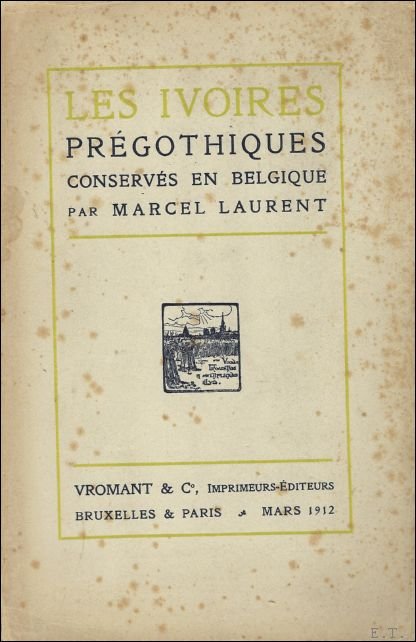 LES IVOIRES
PRÉGOTHIQUES
CONSERVÉS EN BELGIQUE
PAR MARCEL LAURENT
VROMANT & Cº, IMPRIMEURS-ÉDITEURS
BRUXELLES & PARIS MARS 1912
E.T.